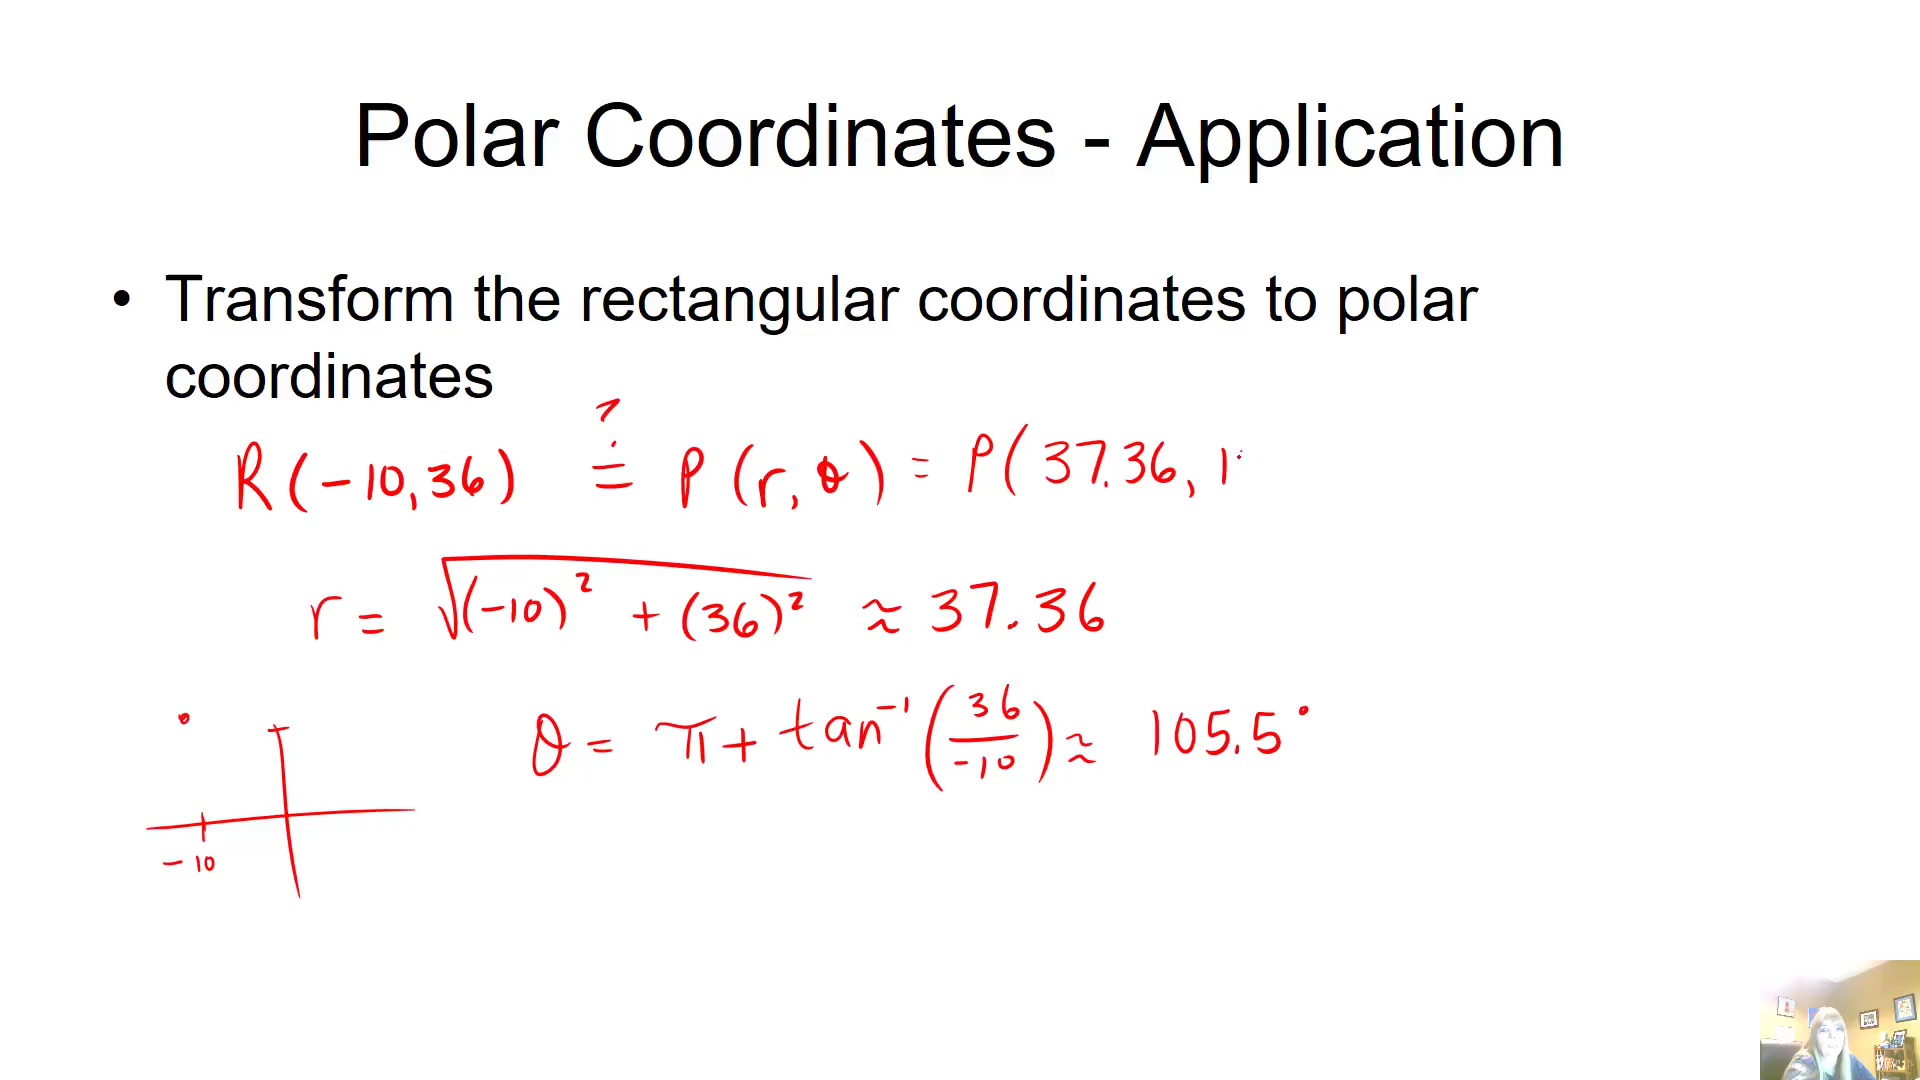 Polar Coordinates - Application
• Transform the rectangular coordinates to polar
coordinates
R(-10,36) ≟ P(r, θ) = P(37.36, 1
r = √((-10)² + (36)²) ≈ 37.36
θ = π + tan⁻¹(36/-10) ≈ 105.5°
-10